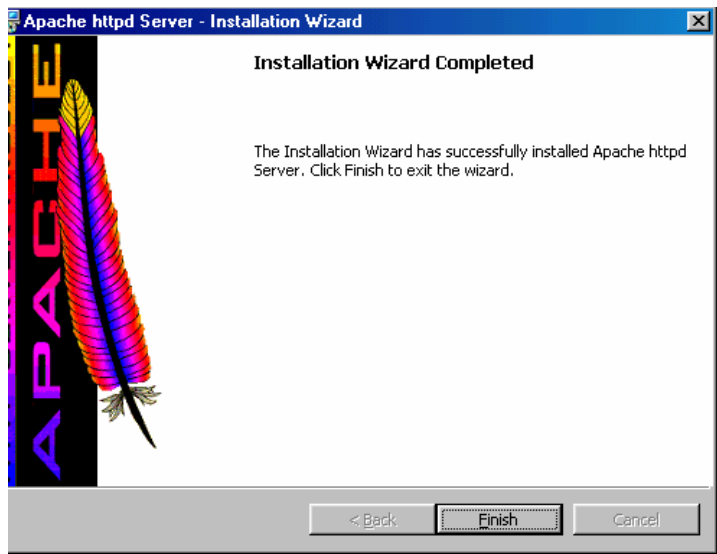 Apache httpd Server - Installation Wizard
APACHE
Installation Wizard Completed
The Installation Wizard has successfully installed Apache httpd
Server. Click Finish to exit the wizard.
< Back
Finish
Cancel